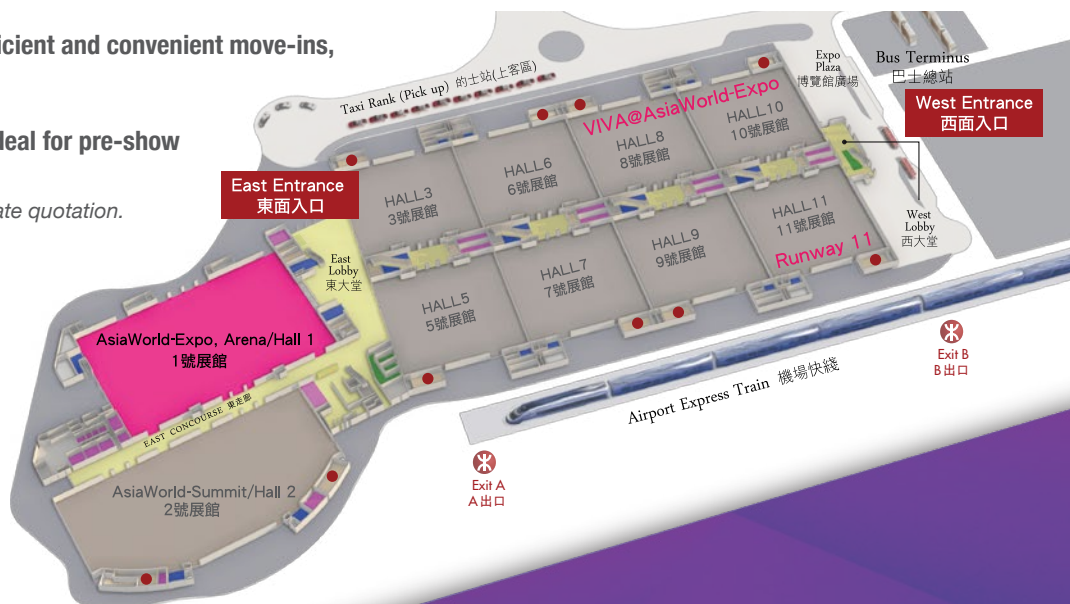 icient and convenient move-ins,
deal for pre-show
ate quotation.
Taxi Rank (Pick up) 的士站(上客區)
Expo
Plaza
博覽館廣場
Bus Terminus
巴士總站
West Entrance
西面入口
VIVA@AsiaWorld-Expo
HALL10
10號展館
HALL8
8號展館
HALL6
6號展館
HALL3
3號展館
East Entrance
東面入口
West
Lobby
西大堂
HALL11
11號展館
Runway 11
HALL9
9號展館
HALL7
7號展館
HALL5
5號展館
East
Lobby
東大堂
AsiaWorld-Expo, Arena/Hall 1
1號展館
EAST CONCOURSE 東走廊
AsiaWorld-Summit/Hall 2
2號展館
Airport Express Train 機場快綫
Exit B
B出口
Exit A
A出口